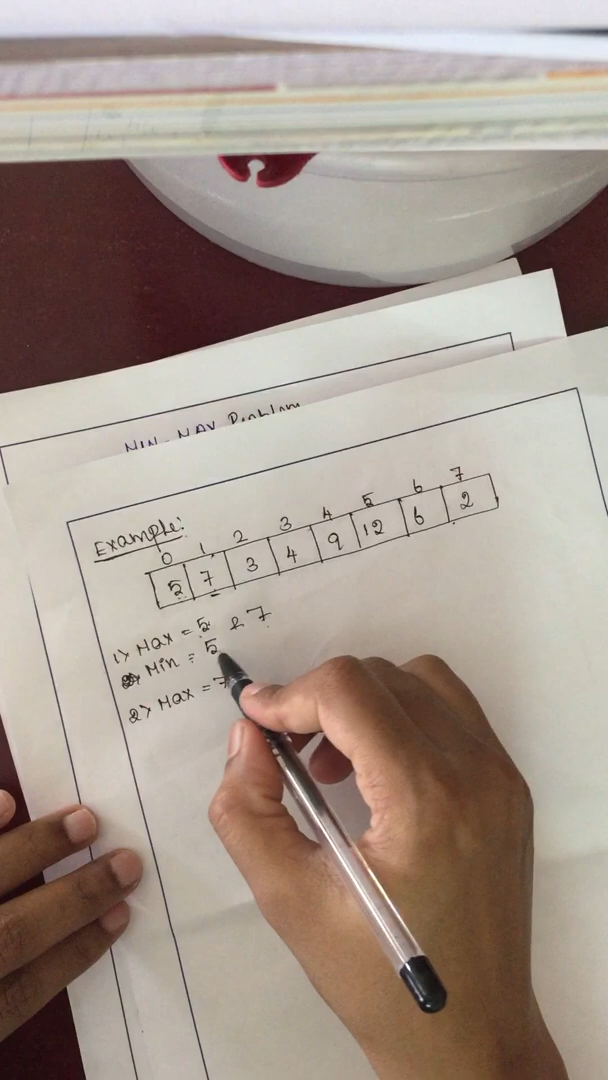 MIN-MAX Problem
Example:
0 1 2 3 4 5 6 7
5 7 3 4 9 12 6 2
1> Max = 5 & 7
Min = 5
2> Max = 7